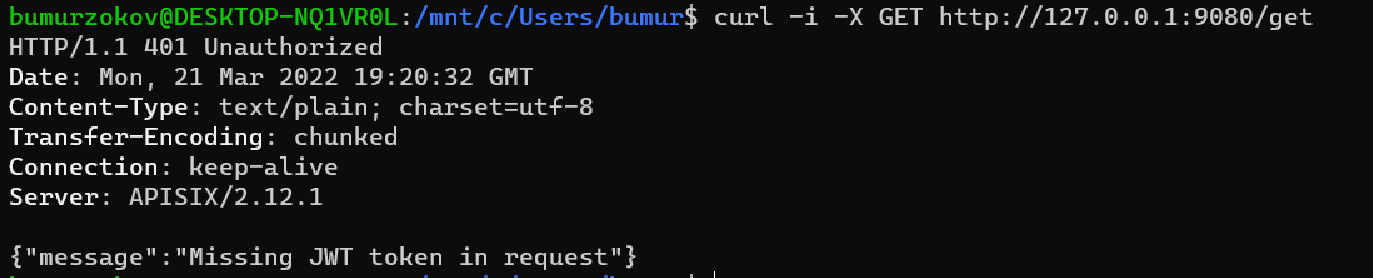 bumurzokov@DESKTOP-NQ1VR0L:/mnt/c/Users/bumur$ curl -i -X GET http://127.0.0.1:9080/get
HTTP/1.1 401 Unauthorized
Date: Mon, 21 Mar 2022 19:20:32 GMT
Content-Type: text/plain; charset=utf-8
Transfer-Encoding: chunked
Connection: keep-alive
Server: APISIX/2.12.1
{"message":"Missing JWT token in request"}